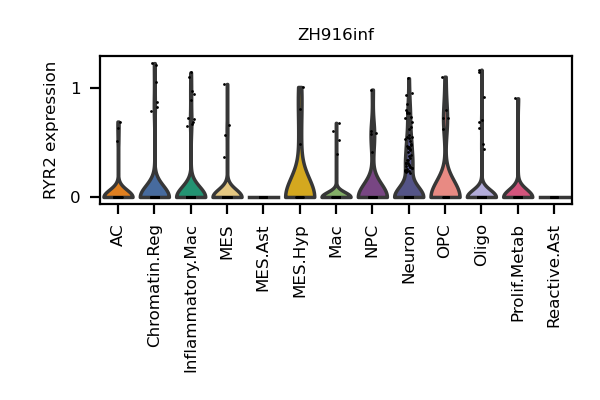 ZH916inf
RYR2 expression
1
0
AC
Chromatin.Reg
Inflammatory.Mac
MES
MES.Ast
MES.Hyp
Mac
NPC
Neuron
OPC
Oligo
Prolif.Metab
Reactive.Ast